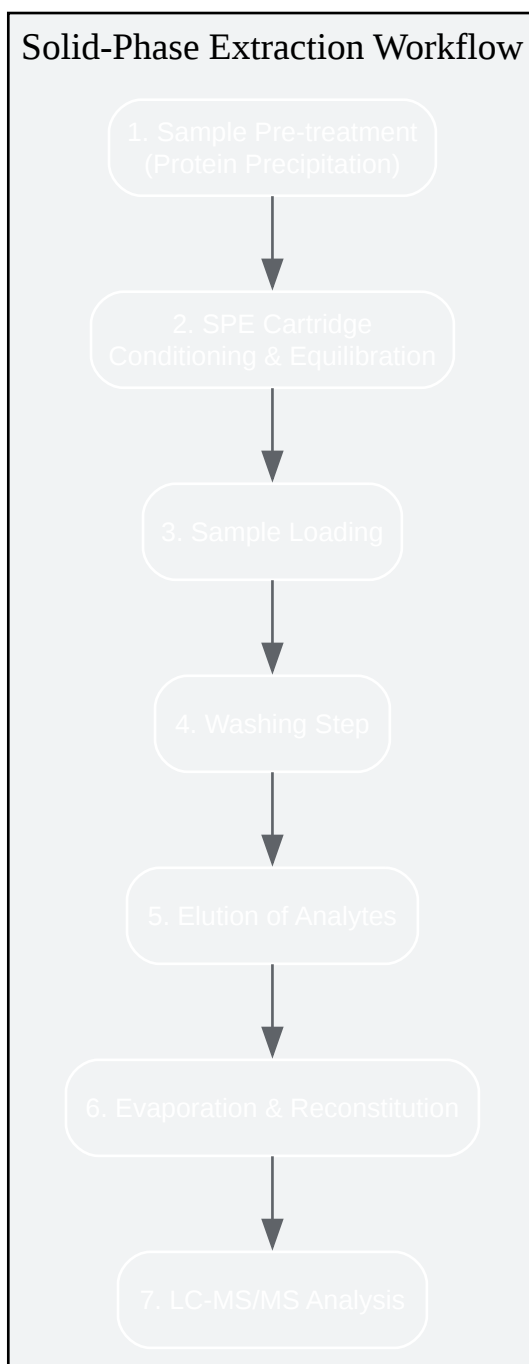 Solid-Phase Extraction Workflow
1. Sample Pre-treatment
(Protein Precipitation)
2. SPE Cartridge
Conditioning & Equilibration
3. Sample Loading
4. Washing Step
5. Elution of Analytes
6. Evaporation & Reconstitution
7. LC-MS/MS Analysis